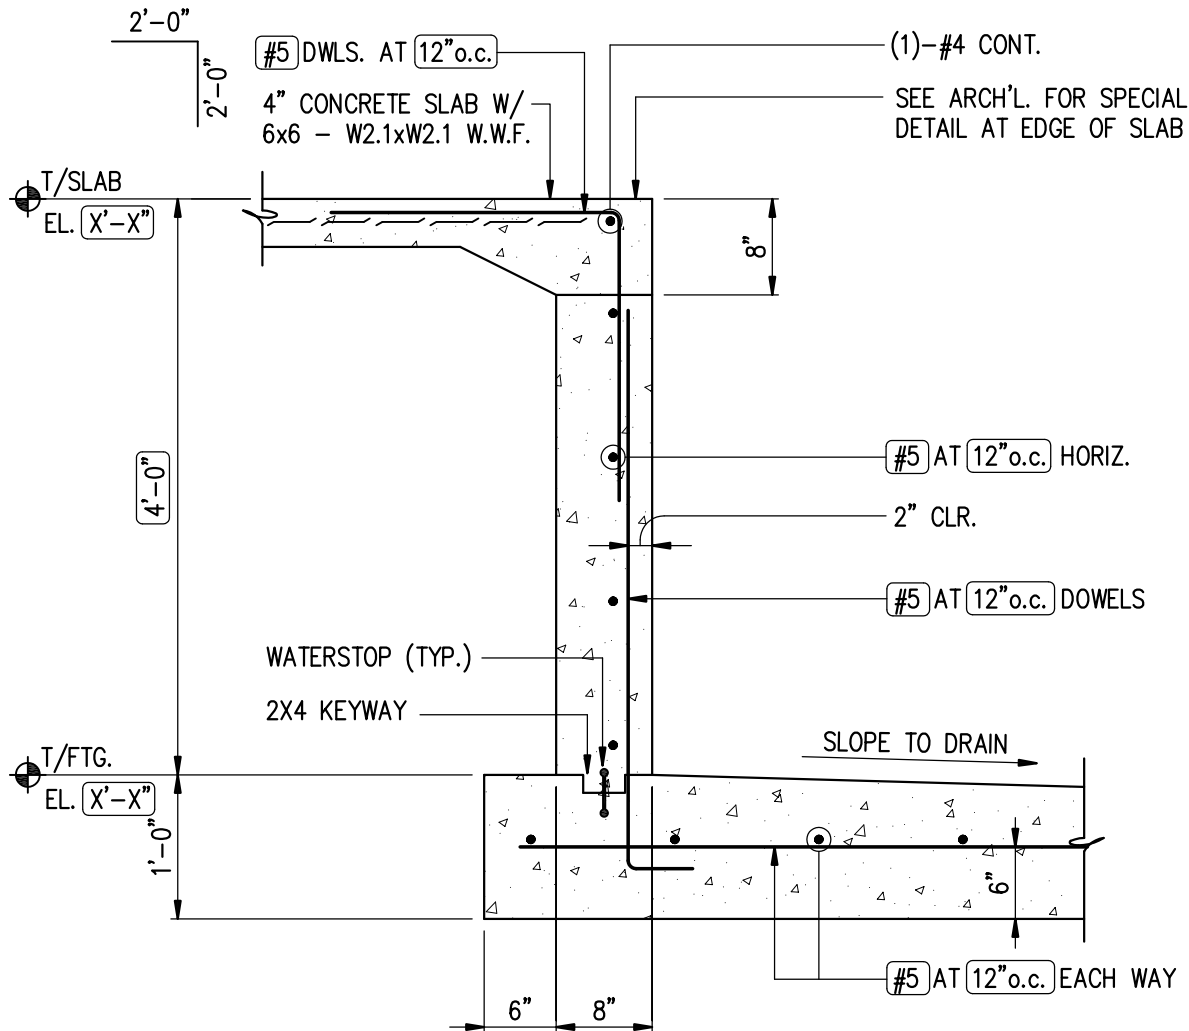 2'-0"
2'-0"
#5 DWLS. AT 12"o.c.
4" CONCRETE SLAB W/
6x6 - W2.1xW2.1 W.W.F.
(1)-#4 CONT.
SEE ARCH'L. FOR SPECIAL
DETAIL AT EDGE OF SLAB
T/SLAB
EL. X'-X"
8"
4'-0"
#5 AT 12"o.c. HORIZ.
2" CLR.
#5 AT 12"o.c. DOWELS
WATERSTOP (TYP.)
2X4 KEYWAY
SLOPE TO DRAIN
T/FTG.
EL. X'-X"
1'-0"
6"
#5 AT 12"o.c. EACH WAY
6"
8"